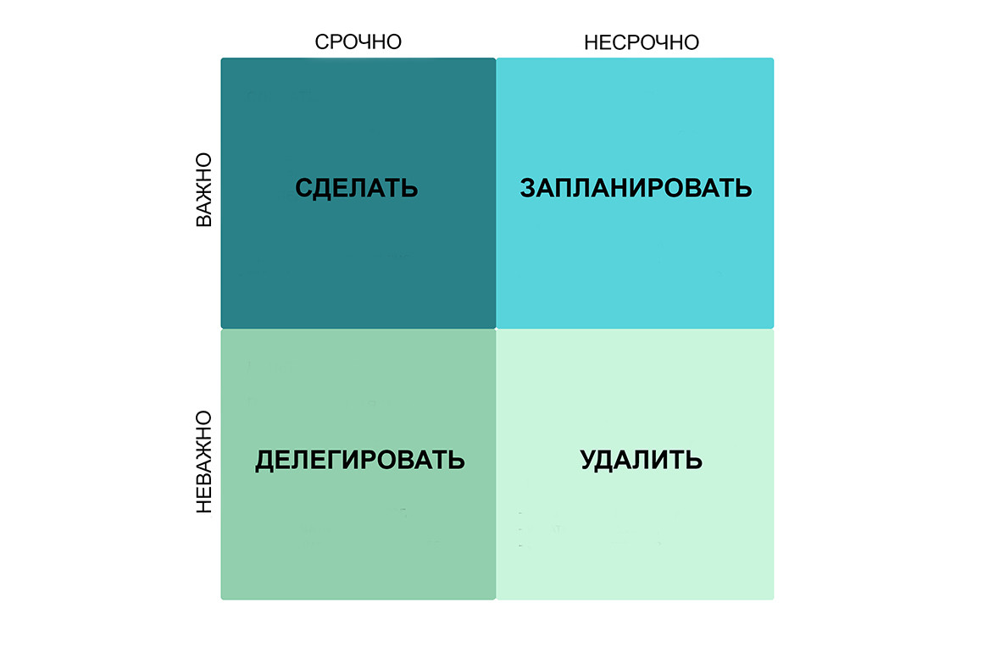 СРОЧНО
НЕСРОЧНО
ВАЖНО
СДЕЛАТЬ
ЗАПЛАНИРОВАТЬ
НЕВАЖНО
ДЕЛЕГИРОВАТЬ
УДАЛИТЬ